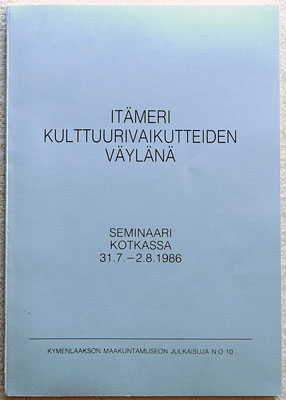 ITÄMERI
KULTTUURIVAIKUTTEIDEN
VÄYLÄNÄ
SEMINAARI
KOTKASSA
31.7.–2.8.1986
KYMENLAAKSON MAAKUNTAMUSEON JULKAISUJA N:O 10